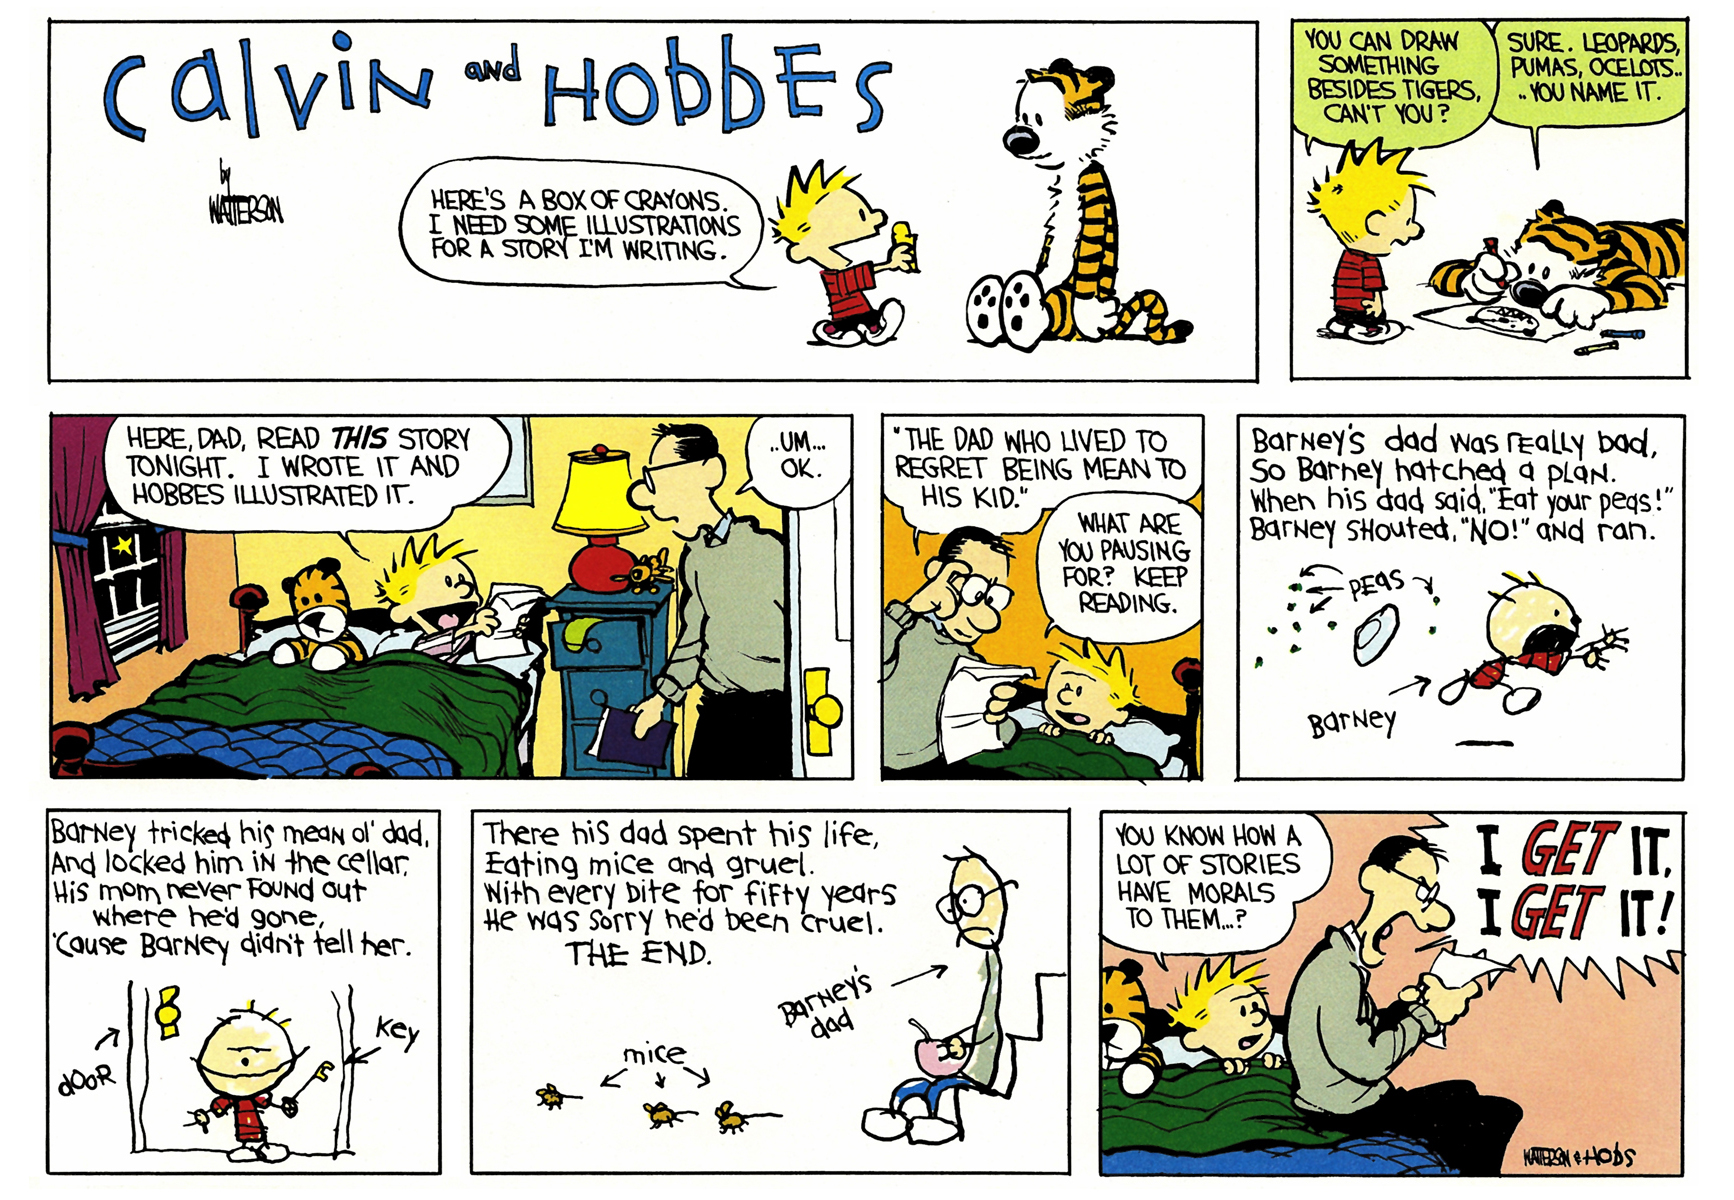 CALVIN and HOBBES
by
WATTERSON
HERE'S A BOX OF CRAYONS.
I NEED SOME ILLUSTRATIONS
FOR A STORY I'M WRITING.
YOU CAN DRAW
SOMETHING
BESIDES TIGERS,
CAN'T YOU?
SURE. LEOPARDS,
PUMAS, OCELOTS..
..YOU NAME IT.
HERE, DAD, READ THIS STORY
TONIGHT. I WROTE IT AND
HOBBES ILLUSTRATED IT.
..UM...
OK.
"THE DAD WHO LIVED TO
REGRET BEING MEAN TO
HIS KID."
WHAT ARE
YOU PAUSING
FOR? KEEP
READING.
Barney's dad was really bad,
So Barney hatched a plan.
When his dad said, "Eat your peas!"
Barney shouted, "NO!" and ran.
Peas
Barney
Barney tricked his mean ol' dad,
And locked him in the cellar,
His mom never found out
where he'd gone,
'Cause Barney didn't tell her.
door
key
There his dad spent his life,
Eating mice and gruel.
With every bite for fifty years
He was sorry he'd been cruel.
THE END.
Barney's
dad
mice
YOU KNOW HOW A
LOT OF STORIES
HAVE MORALS
TO THEM...?
I GET IT,
I GET IT!
WATTERSON & HOBS